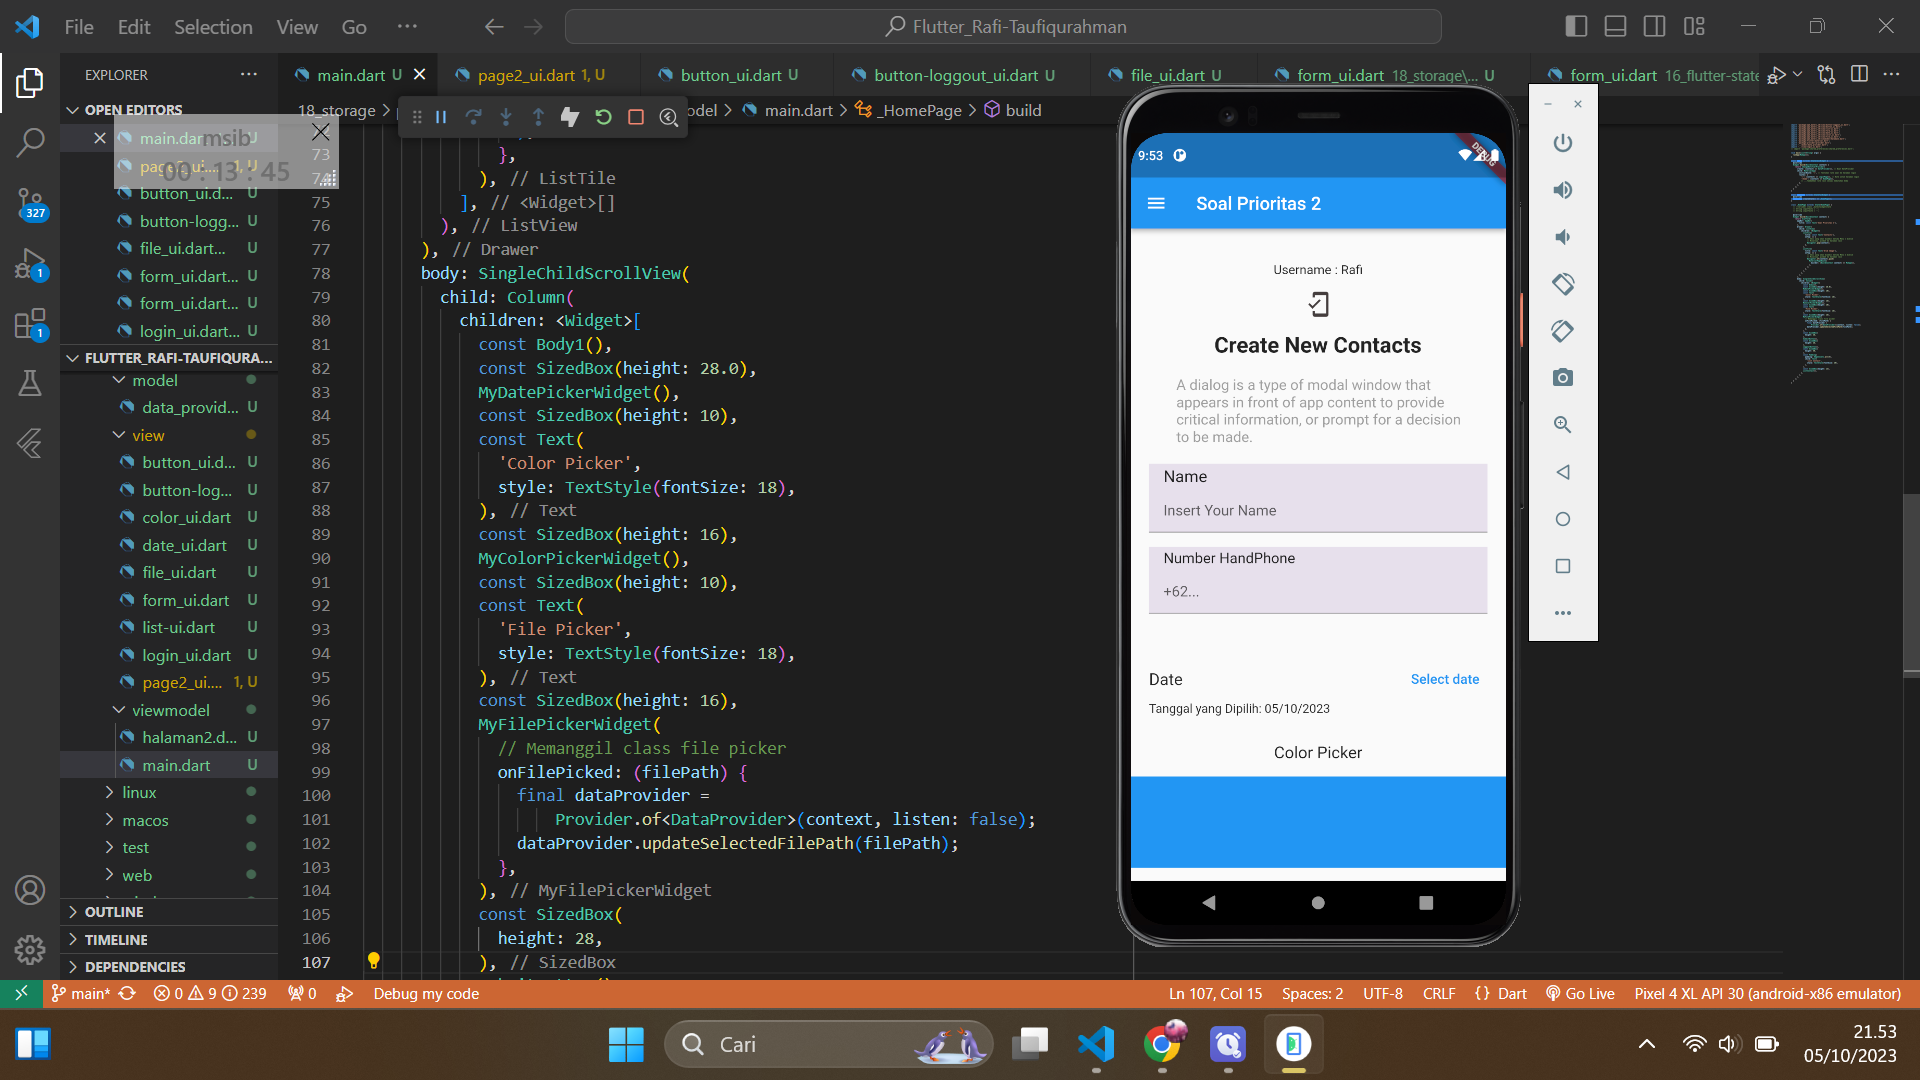 File Edit Selection View Go ··· Flutter_Rafi-Taufiqurahman
EXPLORER ···
main.dart U
page2_ui.dart 1, U
button_ui.dart U
button-loggout_ui.dart U
file_ui.dart U
form_ui.dart 18_storage\... U
form_ui.dart 16_flutter-state
OPEN EDITORS
18_storage > odel > main.dart > _HomePage > build
main.dart
msib
page2_ui.... 1, U
00 : 13 : 45
button_ui.d... U
button-logg... U
file_ui.dart... U
form_ui.dart... U
form_ui.dart... U
login_ui.dart... U
FLUTTER_RAFI-TAUFIQURA...
model
data_provid... U
view
button_ui.d... U
button-log... U
color_ui.dart U
date_ui.dart U
file_ui.dart U
form_ui.dart U
list-ui.dart U
login_ui.dart U
page2_ui.... 1, U
viewmodel
halaman2.d... U
main.dart U
linux
macos
test
web
OUTLINE
TIMELINE
DEPENDENCIES
327
1
1
73 },
74 ), // ListTile
75 ], // <Widget>[]
76 ), // ListView
77 ), // Drawer
78 body: SingleChildScrollView(
79 child: Column(
80 children: <Widget>[
81 const Body1(),
82 const SizedBox(height: 28.0),
83 MyDatePickerWidget(),
84 const SizedBox(height: 10),
85 const Text(
86 'Color Picker',
87 style: TextStyle(fontSize: 18),
88 ), // Text
89 const SizedBox(height: 16),
90 MyColorPickerWidget(),
91 const SizedBox(height: 10),
92 const Text(
93 'File Picker',
94 style: TextStyle(fontSize: 18),
95 ), // Text
96 const SizedBox(height: 16),
97 MyFilePickerWidget(
98 // Memanggil class file picker
99 onFilePicked: (filePath) {
100 final dataProvider =
101 Provider.of<DataProvider>(context, listen: false);
102 dataProvider.updateSelectedFilePath(filePath);
103 },
104 ), // MyFilePickerWidget
105 const SizedBox(
106 height: 28,
107 ), // SizedBox
9:53
DEBUG
Soal Prioritas 2
Username : Rafi
Create New Contacts
A dialog is a type of modal window that
appears in front of app content to provide
critical information, or prompt for a decision
to be made.
Name
Insert Your Name
Number HandPhone
+62...
Date Select date
Tanggal yang Dipilih: 05/10/2023
Color Picker
main* 0 9 239 0 Debug my code Ln 107, Col 15 Spaces: 2 UTF-8 CRLF {} Dart Go Live Pixel 4 XL API 30 (android-x86 emulator)
Cari
21.53
05/10/2023